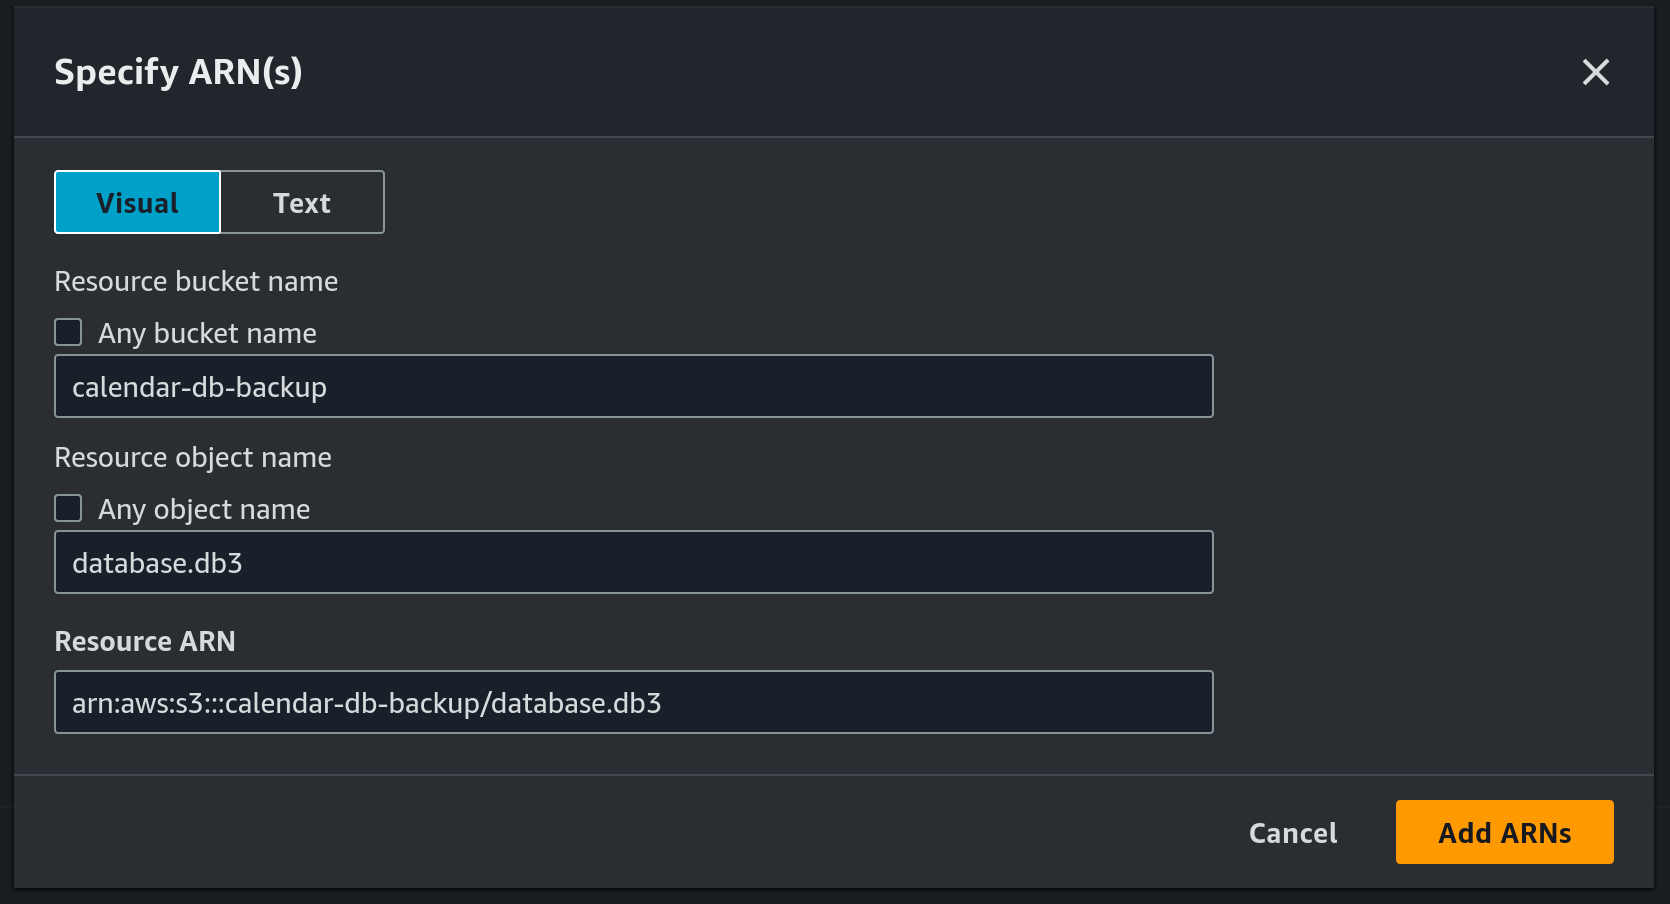 Specify ARN(s)
Visual
Text
Resource bucket name
Any bucket name
calendar-db-backup
Resource object name
Any object name
database.db3
Resource ARN
arn:aws:s3:::calendar-db-backup/database.db3
Cancel
Add ARNs